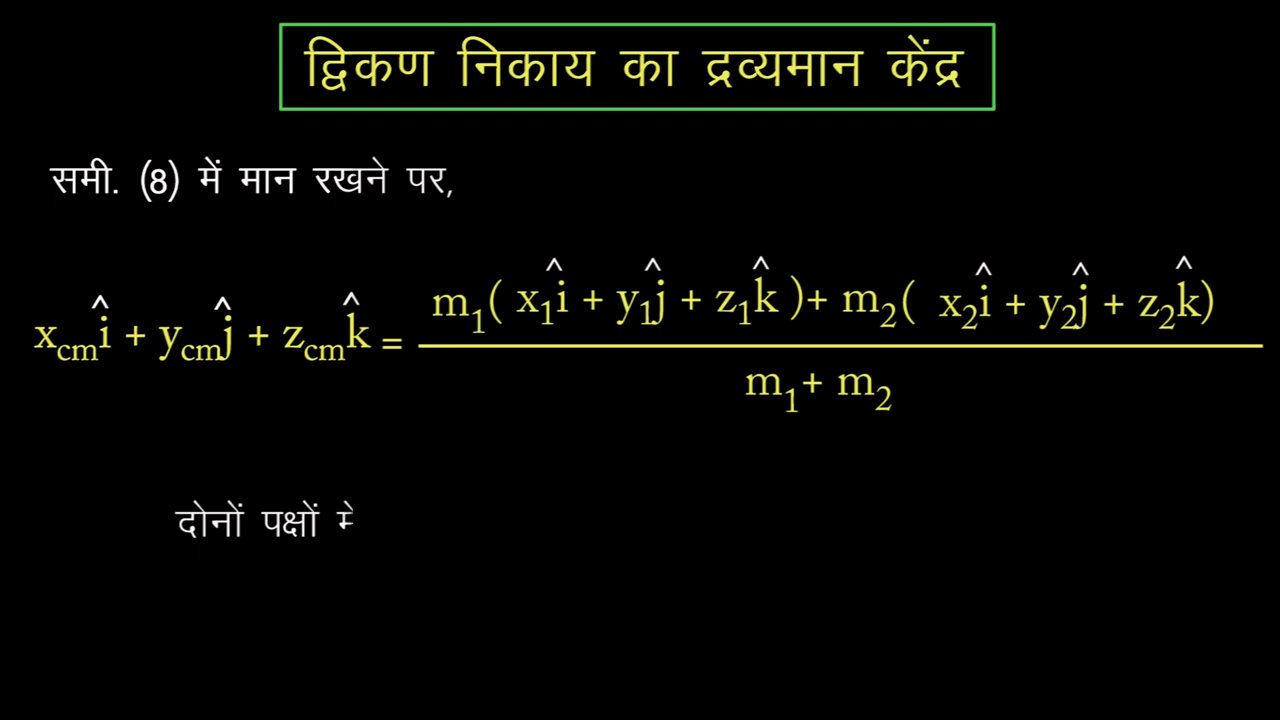 द्विकण निकाय का द्रव्यमान केंद्र
समी. (8) में मान रखने पर,
x_cm î + y_cm ĵ + z_cm k̂ = (m₁( x₁î + y₁ĵ + z₁k̂ )+ m₂( x₂î + y₂ĵ + z₂k̂))/(m₁+ m₂)
दोनों पक्षों